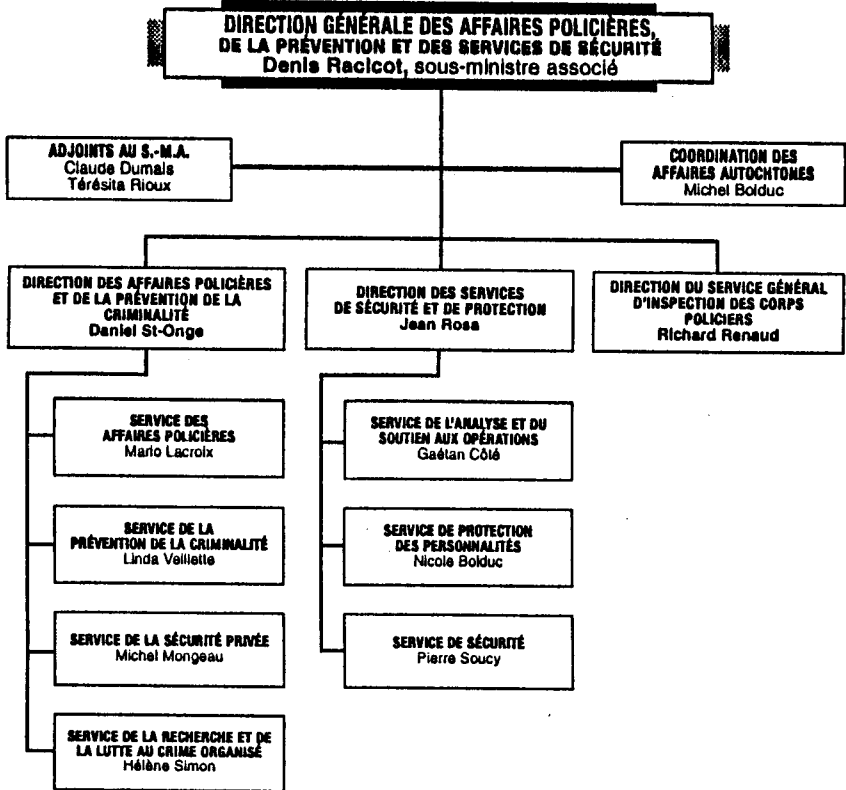 DIRECTION GÉNÉRALE DES AFFAIRES POLICIÈRES,
DE LA PRÉVENTION ET DES SERVICES DE SÉCURITÉ
Denis Racicot, sous-ministre associé
ADJOINTS AU S.-M.A.
Claude Dumais
Térésita Rioux
COORDINATION DES
AFFAIRES AUTOCHTONES
Michel Bolduc
DIRECTION DES AFFAIRES POLICIÈRES
ET DE LA PRÉVENTION DE LA
CRIMINALITÉ
Daniel St-Onge
DIRECTION DES SERVICES
DE SÉCURITÉ ET DE PROTECTION
Jean Rosa
DIRECTION DU SERVICE GÉNÉRAL
D'INSPECTION DES CORPS
POLICIERS
Richard Renaud
SERVICE DES
AFFAIRES POLICIÈRES
Mario Lacroix
SERVICE DE LA
PRÉVENTION DE LA CRIMINALITÉ
Linda Veillette
SERVICE DE LA SÉCURITÉ PRIVÉE
Michel Mongeau
SERVICE DE LA RECHERCHE ET DE
LA LUTTE AU CRIME ORGANISÉ
Hélène Simon
SERVICE DE L'ANALYSE ET DU
SOUTIEN AUX OPÉRATIONS
Gaétan Côté
SERVICE DE PROTECTION
DES PERSONNALITÉS
Nicole Bolduc
SERVICE DE SÉCURITÉ
Pierre Soucy